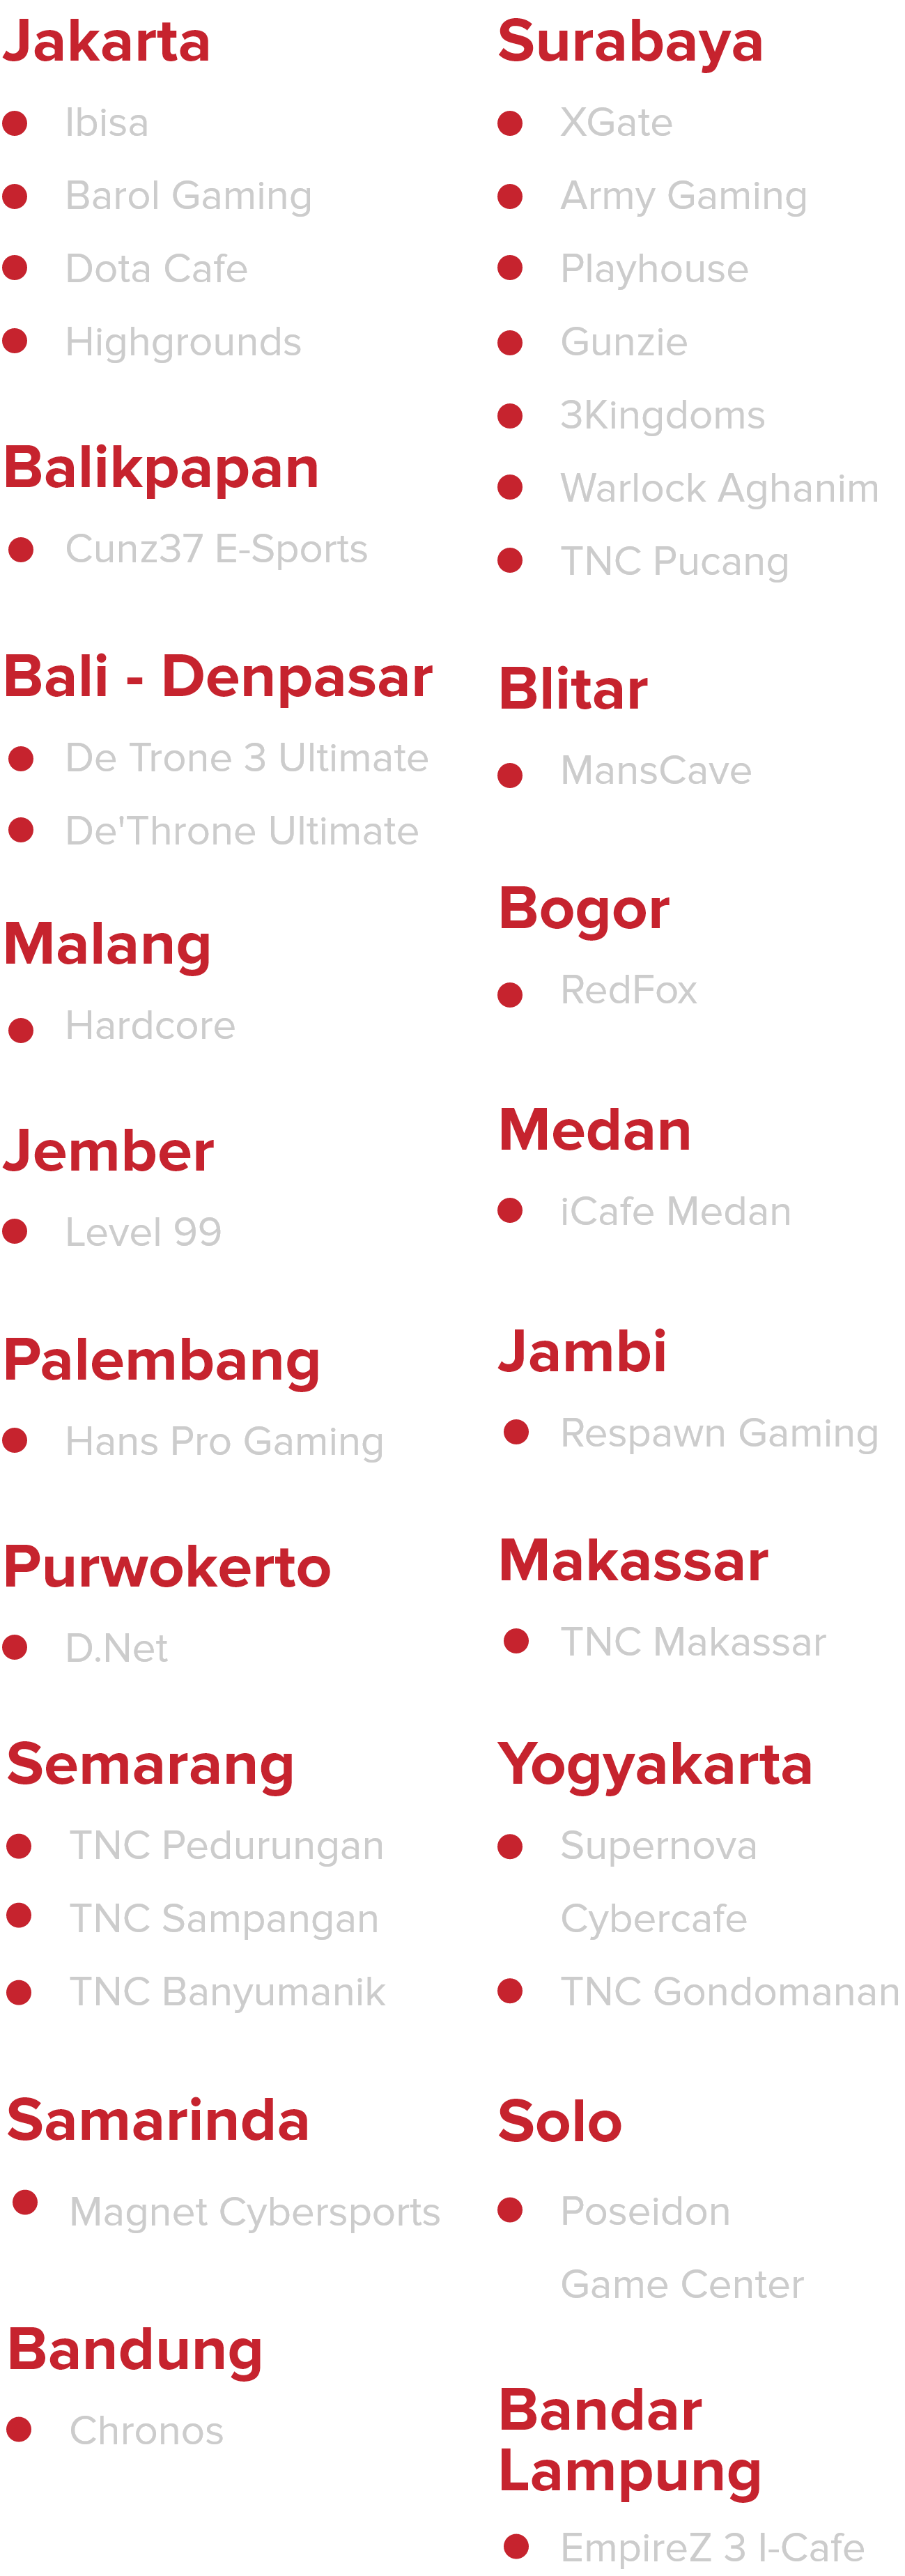 Jakarta
Ibisa
Barol Gaming
Dota Cafe
Highgrounds
Balikpapan
Cunz37 E-Sports
Bali - Denpasar
De Trone 3 Ultimate
De'Throne Ultimate
Malang
Hardcore
Jember
Level 99
Palembang
Hans Pro Gaming
Purwokerto
D.Net
Semarang
TNC Pedurungan
TNC Sampangan
TNC Banyumanik
Samarinda
Magnet Cybersports
Bandung
Chronos
Surabaya
XGate
Army Gaming
Playhouse
Gunzie
3Kingdoms
Warlock Aghanim
TNC Pucang
Blitar
MansCave
Bogor
RedFox
Medan
iCafe Medan
Jambi
Respawn Gaming
Makassar
TNC Makassar
Yogyakarta
Supernova
Cybercafe
TNC Gondomanan
Solo
Poseidon
Game Center
Bandar
Lampung
EmpireZ 3 I-Cafe